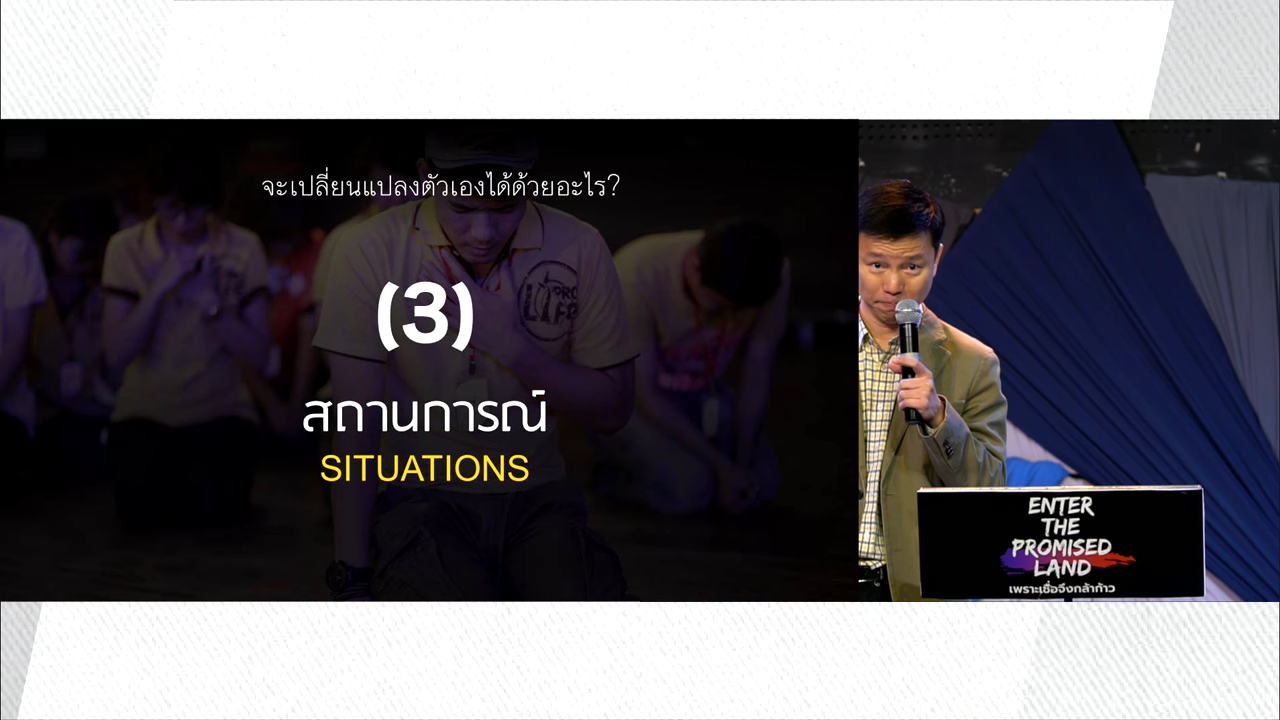 จะเปลี่ยนแปลงตัวเองได้ด้วยอะไร?
(3)
สถานการณ์
SITUATIONS
PRO
LIFE
ENTER
THE
PROMISED
LAND
เพราะเชื่อจึงกล้าก้าว